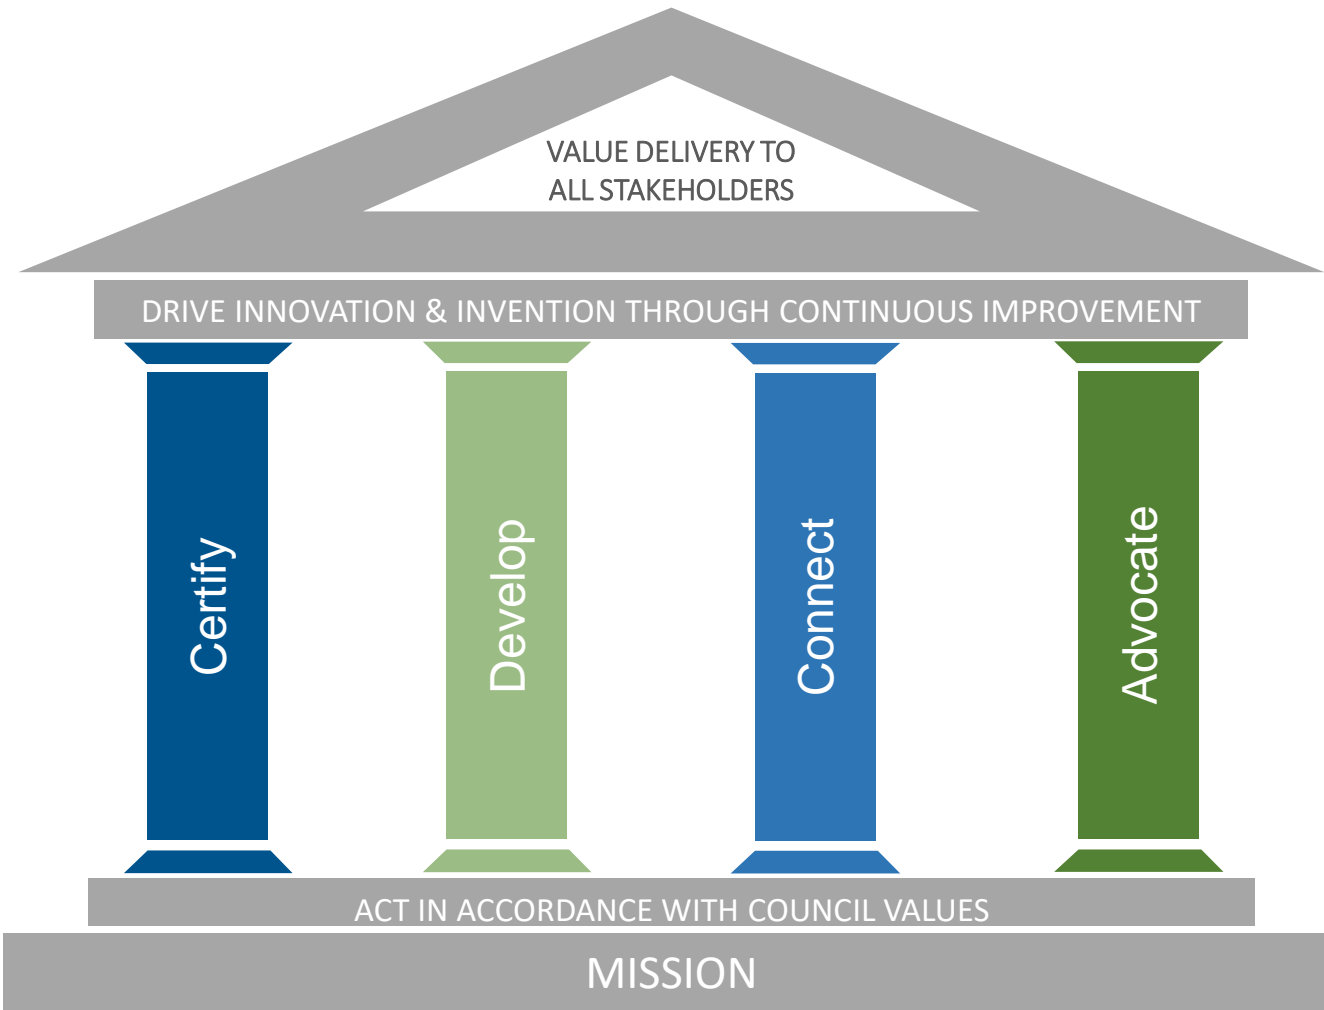 VALUE DELIVERY TO
ALL STAKEHOLDERS
DRIVE INNOVATION & INVENTION THROUGH CONTINUOUS IMPROVEMENT
Certify
Develop
Connect
Advocate
ACT IN ACCORDANCE WITH COUNCIL VALUES
MISSION